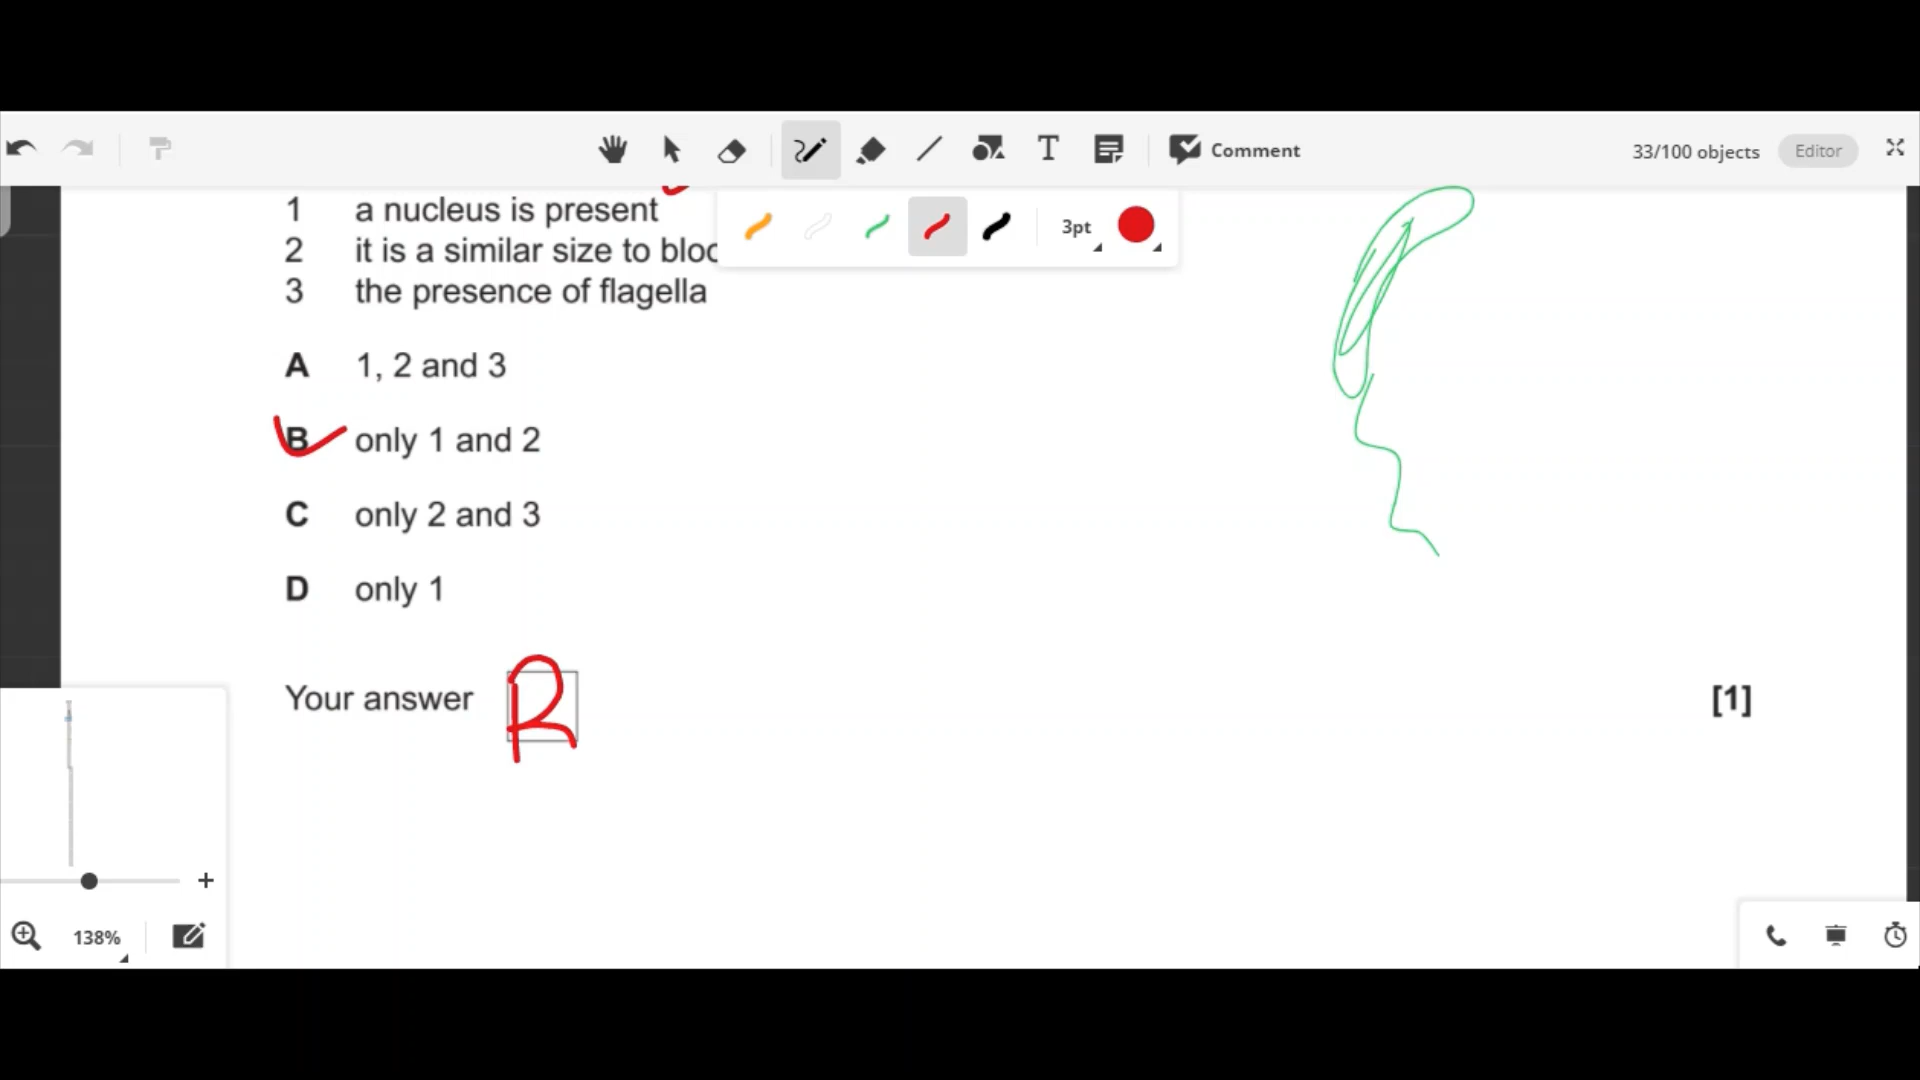 Comment
33/100 objects
Editor
3pt
1 a nucleus is present
2 it is a similar size to
3 the presence of flagella
A 1, 2 and 3
B only 1 and 2
C only 2 and 3
D only 1
Your answer
[1]
138%